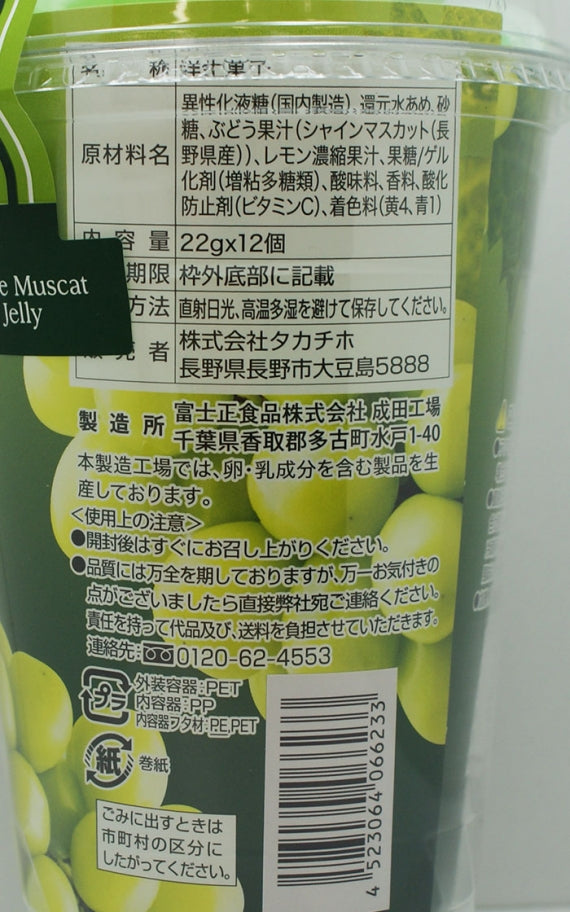 名 称 洋生菓子
原材料名 異性化液糖(国内製造)、還元水あめ、砂
糖、ぶどう果汁(シャインマスカット(長
野県産))、レモン濃縮果汁、果糖/ゲル
化剤(増粘多糖類)、酸味料、香料、酸化
防止剤(ビタミンC)、着色料(黄4、青1)
内容量 22g×12個
期限 枠外底部に記載
方法 直射日光、高温多湿を避けて保存してください。
販売者 株式会社タカチホ
長野県長野市大豆島5888
e Muscat
Jelly
製造所 富士正食品株式会社 成田工場
千葉県香取郡多古町水戸1-40
本製造工場では、卵・乳成分を含む製品を生
産しております。
<使用上の注意>
●開封後はすぐにお召し上がりください。
●品質には万全を期しておりますが、万一お気付きの
点がございましたら直接弊社宛ご連絡ください。
責任を持って代品及び、送料を負担させていただきます。
連絡先:0120-62-4553
プラ
外装容器:PET
内容器:PP
内容器フタ材:PE,PET
紙
巻紙
ごみに出すときは
市町村の区分に
したがってください。
4 523064 066233